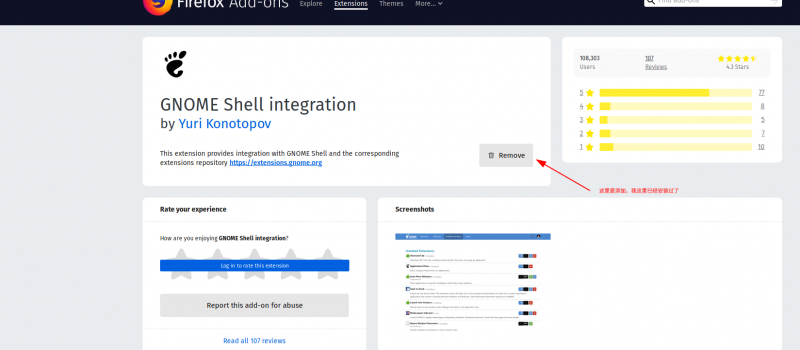 Firefox Add-ons
Explore
Extensions
Themes
More...
Find add-ons
GNOME Shell integration
by Yuri Konotopov
This extension provides integration with GNOME Shell and the corresponding
extensions repository https://extensions.gnome.org
Remove
108,303
Users
107
Reviews
4.3 Stars
5 77
4 8
3 5
2 7
1 10
这里是添加，我这里已经安装过了
Rate your experience
How are you enjoying GNOME Shell integration?
Log in to rate this extension
Report this add-on for abuse
Read all 107 reviews
Screenshots
Installed Extensions